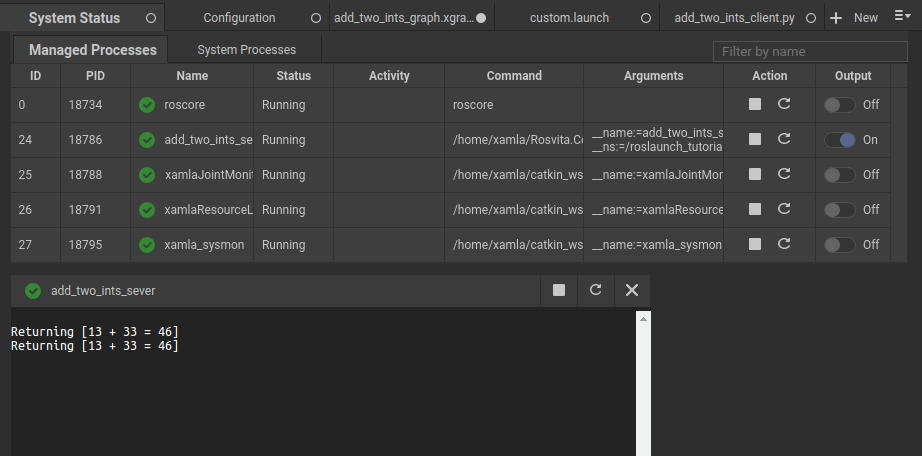 System Status Configuration add_two_ints_graph.xgra... custom.launch add_two_ints_client.py New
Managed Processes System Processes Filter by name
ID PID Name Status Activity Command Arguments Action Output
0 18734 roscore Running roscore Off
24 18786 add_two_ints_se Running /home/xamla/Rosvita.Co __name:=add_two_ints_s __ns:=/roslaunch_tutoria On
25 18788 xamlaJointMonit Running /home/xamla/catkin_ws __name:=xamlaJointMor Off
26 18791 xamlaResourceL Running /home/xamla/catkin_ws __name:=xamlaResource Off
27 18795 xamla_sysmon Running /home/xamla/catkin_ws __name:=xamla_sysmon Off
add_two_ints_sever
Returning [13 + 33 = 46]
Returning [13 + 33 = 46]